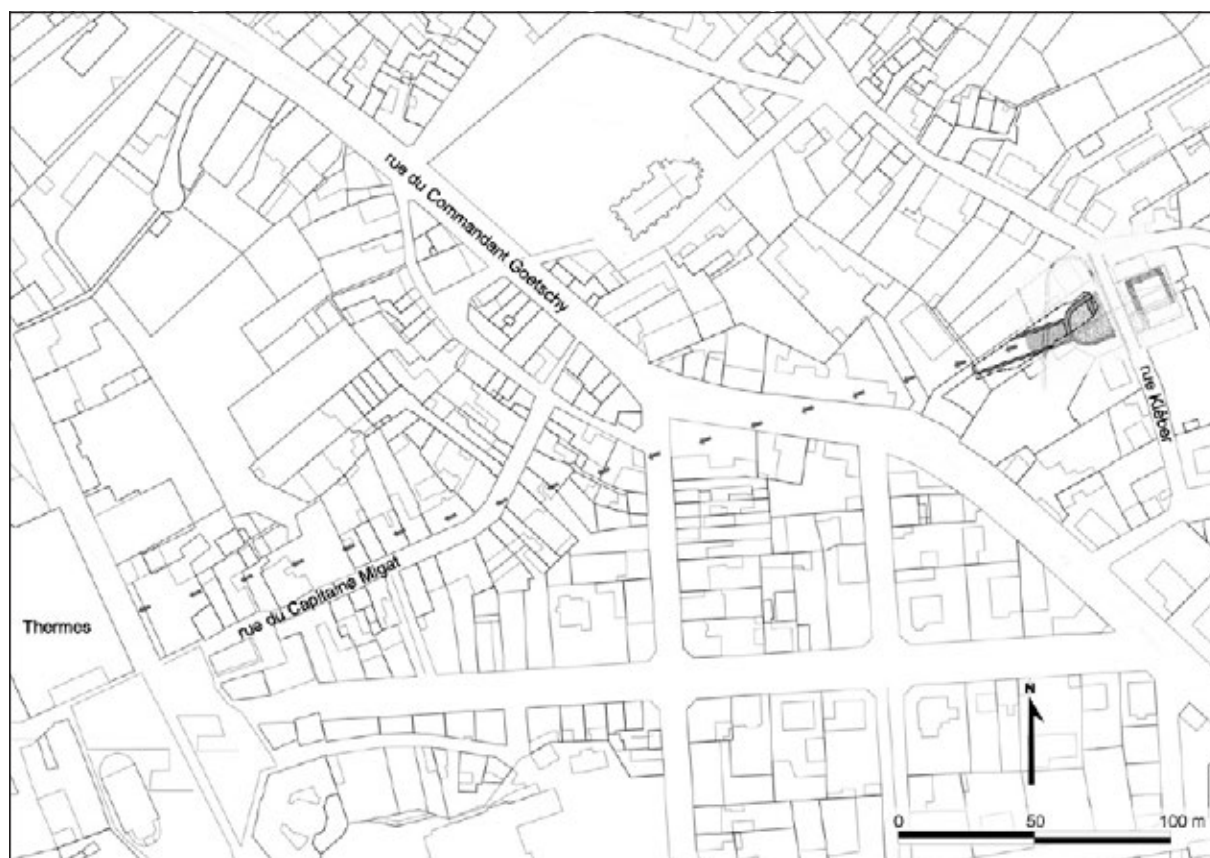 rue du Commandant Goetschy
rue Kléber
rue du Capitaine Migat
Thermes
N
0 50 100 m